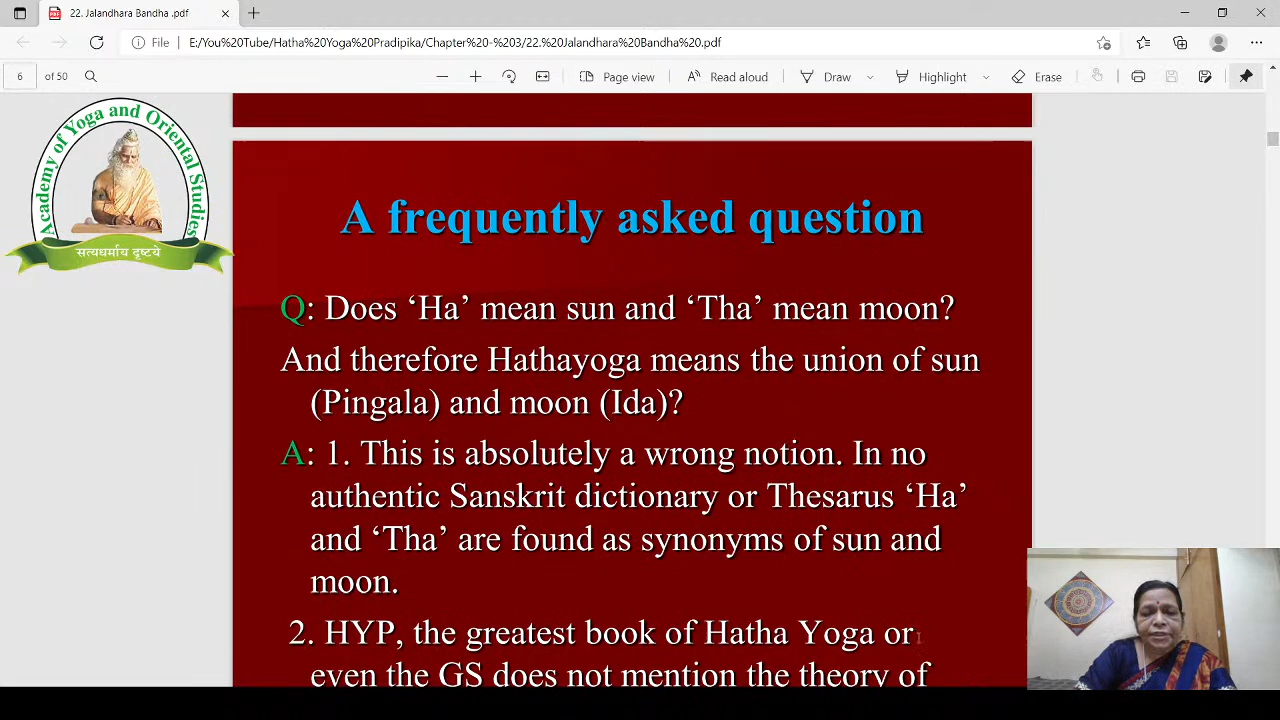 22. Jalandhara Bandha .pdf
File
E:/You%20Tube/Hatha%20Yoga%20Pradipika/Chapter%20-%203/22.%20Jalandhara%20Bandha%20.pdf
6 of 50
Page view
Read aloud
Draw
Highlight
Erase
Academy of Yoga and Oriental Studies
सत्यधर्माय दृष्टये
A frequently asked question
Q: Does ‘Ha’ mean sun and ‘Tha’ mean moon?
And therefore Hathayoga means the union of sun
(Pingala) and moon (Ida)?
A: 1. This is absolutely a wrong notion. In no
authentic Sanskrit dictionary or Thesarus ‘Ha’
and ‘Tha’ are found as synonyms of sun and
moon.
2. HYP, the greatest book of Hatha Yoga or
even the GS does not mention the theory of